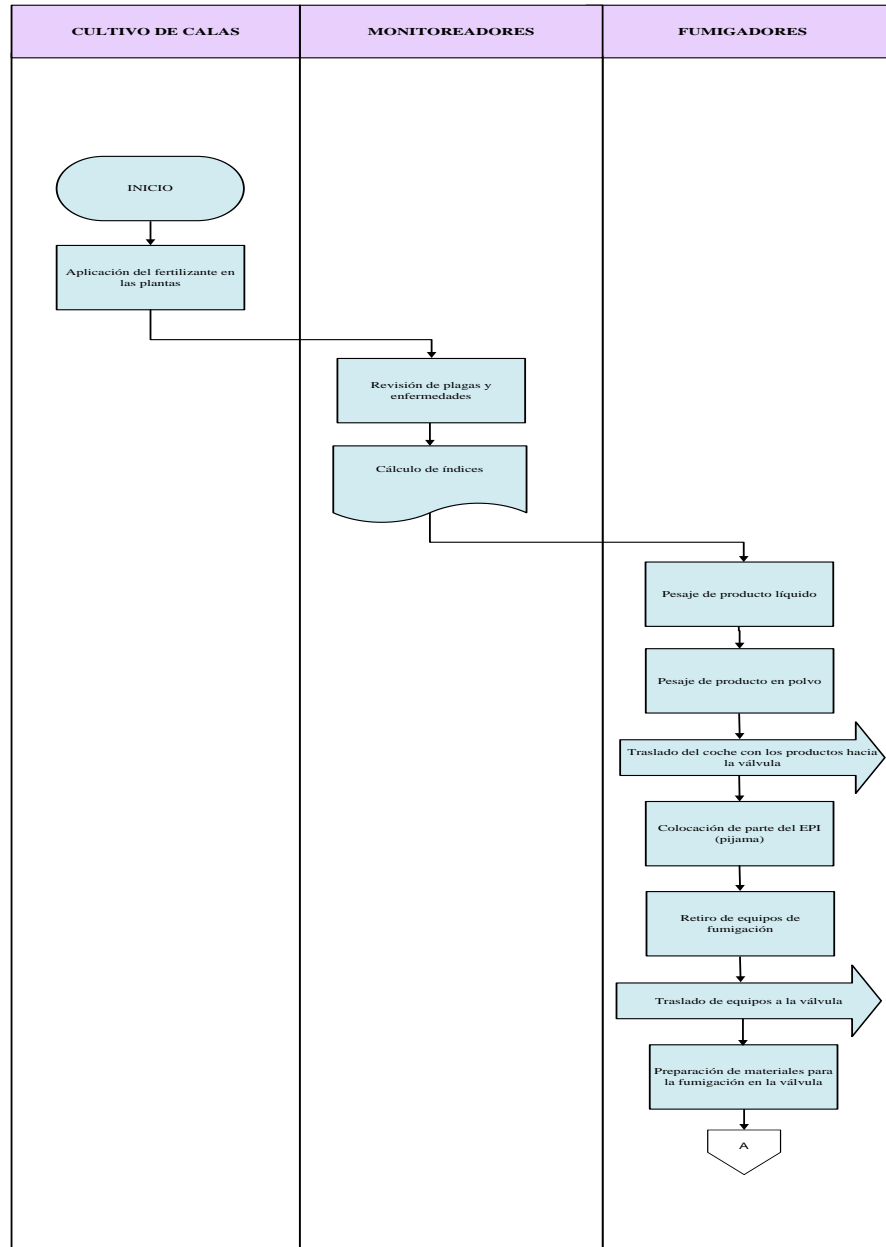 CULTIVO DE CALAS
MONITOREADORES
FUMIGADORES
INICIO
Aplicación del fertilizante en
las plantas
Revisión de plagas y
enfermedades
Cálculo de índices
Pesaje de producto líquido
Pesaje de producto en polvo
Traslado del coche con los productos hacia
la válvula
Colocación de parte del EPI
(pijama)
Retiro de equipos de
fumigación
Traslado de equipos a la válvula
Preparación de materiales para
la fumigación en la válvula
A